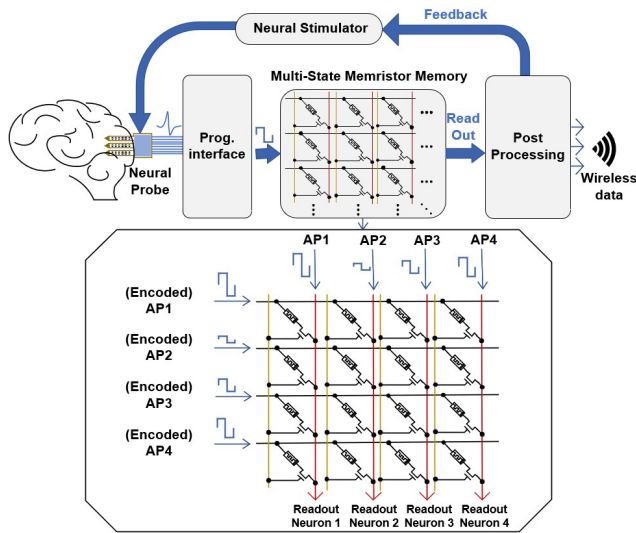 Neural Stimulator
Feedback
Multi-State Memristor Memory
Prog.
interface
Read
Out
Post
Processing
Neural
Probe
Wireless
data
AP1 AP2 AP3 AP4
(Encoded)
AP1
(Encoded)
AP2
(Encoded)
AP3
(Encoded)
AP4
Readout Readout Readout Readout
Neuron 1 Neuron 2 Neuron 3 Neuron 4